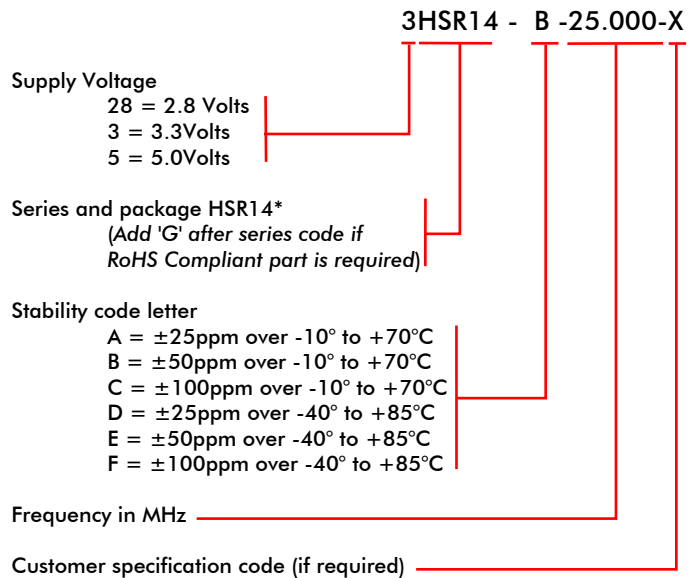 3HSR14 - B -25.000-X
Supply Voltage
28 = 2.8 Volts
3 = 3.3Volts
5 = 5.0Volts
Series and package HSR14*
(Add 'G' after series code if
RoHS Compliant part is required)
Stability code letter
A = ±25ppm over -10° to +70°C
B = ±50ppm over -10° to +70°C
C = ±100ppm over -10° to +70°C
D = ±25ppm over -40° to +85°C
E = ±50ppm over -40° to +85°C
F = ±100ppm over -40° to +85°C
Frequency in MHz
Customer specification code (if required)